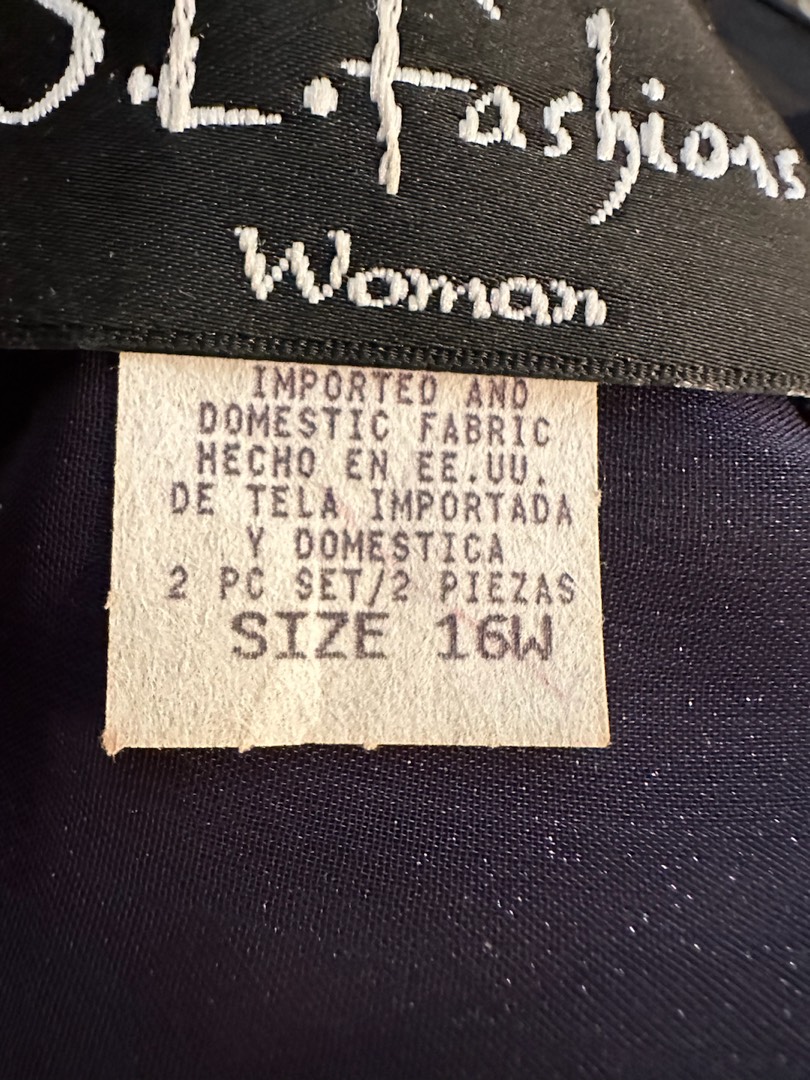 S.L. Fashions
Woman
IMPORTED AND
DOMESTIC FABRIC
HECHO EN EE.UU.
DE TELA IMPORTADA
Y DOMESTICA
2 PC SET/2 PIEZAS
SIZE 16W